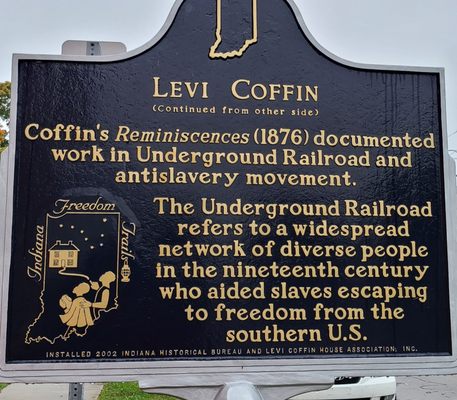 LEVI COFFIN
(Continued from other side)
Coffin's Reminiscences (1876) documented
work in Underground Railroad and
antislavery movement.
The Underground Railroad
refers to a widespread
network of diverse people
in the nineteenth century
who aided slaves escaping
to freedom from the
southern U.S.
Indiana Freedom Trails
INSTALLED 2002 INDIANA HISTORICAL BUREAU AND LEVI COFFIN HOUSE ASSOCIATION, INC.